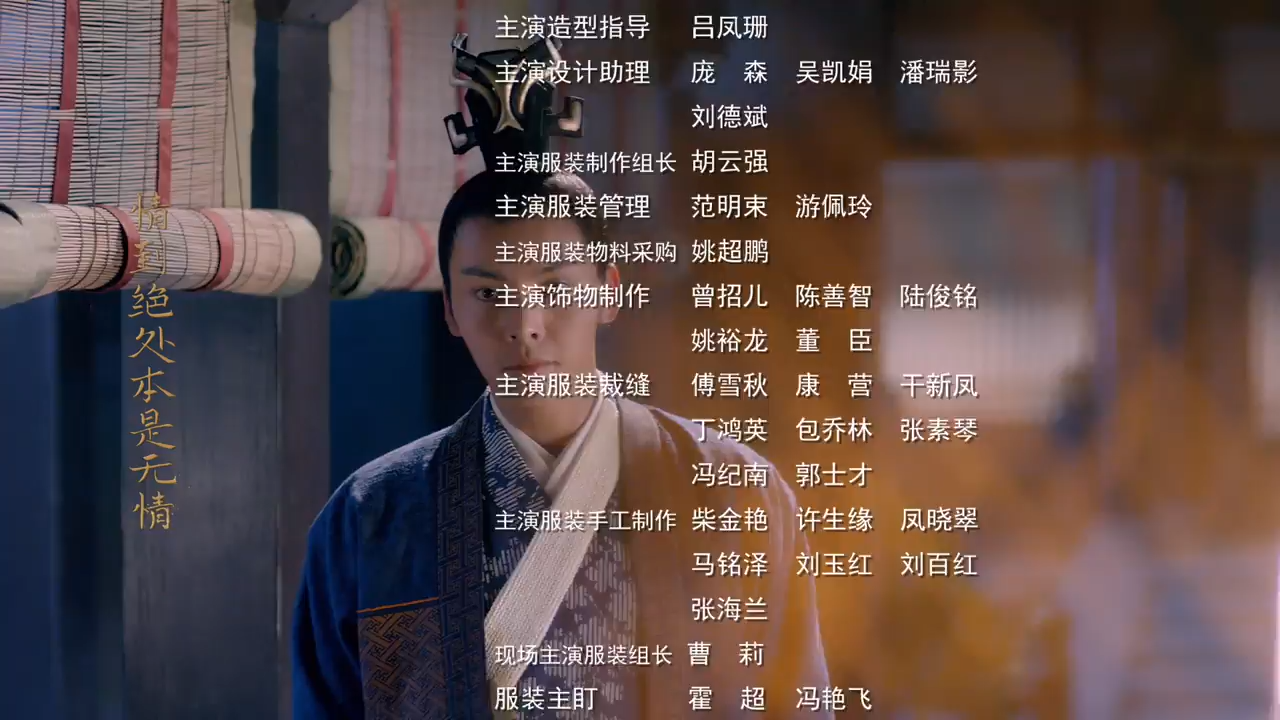 主演造型指导 吕凤珊
主演设计助理 庞 森 吴凯娟 潘瑞影
刘德斌
主演服装制作组长 胡云强
主演服装管理 范明束 游佩玲
主演服装物料采购 姚超鹏
主演饰物制作 曾招儿 陈善智 陆俊铭
姚裕龙 董 臣
主演服装裁缝 傅雪秋 康 营 干新凤
丁鸿英 包乔林 张素琴
冯纪南 郭士才
主演服装手工制作 柴金艳 许生缘 凤晓翠
马铭泽 刘玉红 刘百红
张海兰
现场主演服装组长 曹 莉
服装主盯 霍 超 冯艳飞
情到绝处本是无情